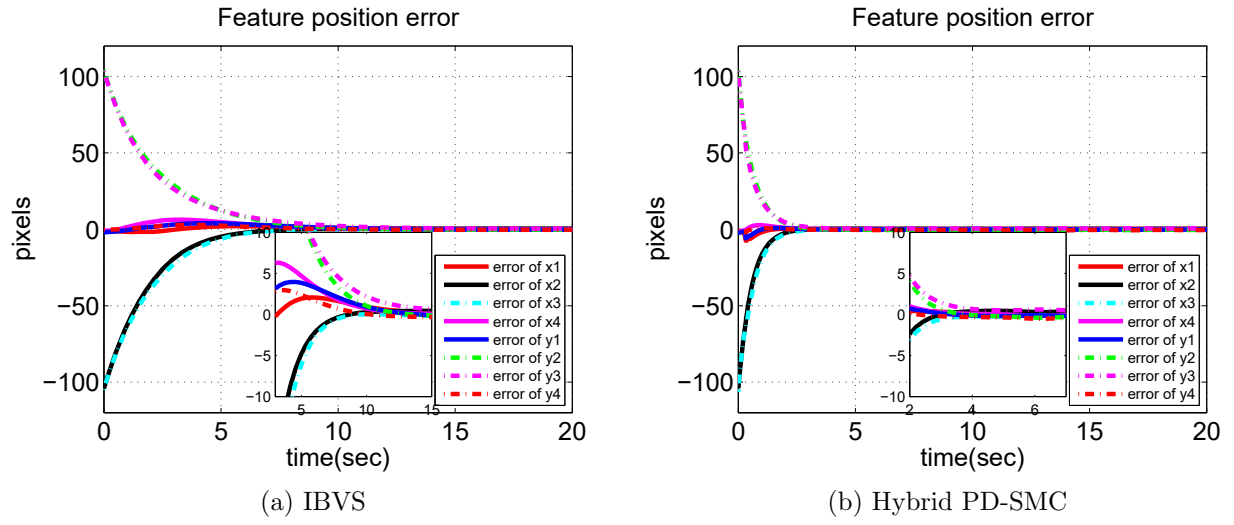 Feature position error
100
50
0
−50
−100
pixels
10
5
0
−5
−10
5
10
15
error of x1
error of x2
error of x3
error of x4
error of y1
error of y2
error of y3
error of y4
0
5
10
15
20
time(sec)
(a) IBVS
Feature position error
100
50
0
−50
−100
pixels
10
5
0
−5
−10
2
4
6
error of x1
error of x2
error of x3
error of x4
error of y1
error of y2
error of y3
error of y4
0
5
10
15
20
time(sec)
(b) Hybrid PD-SMC